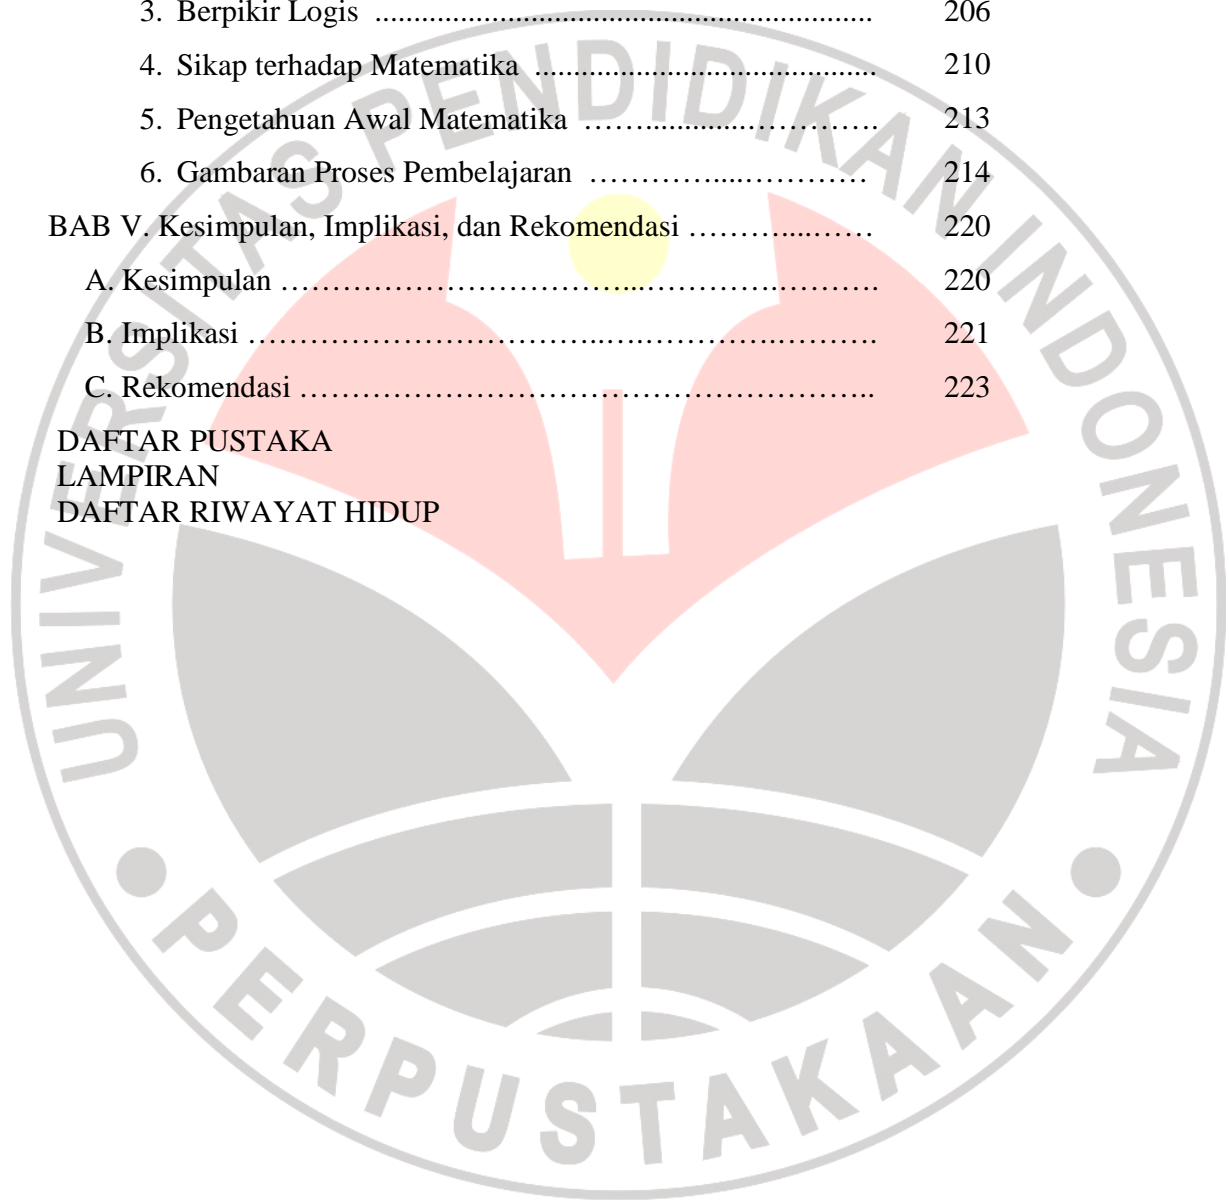 3. Berpikir Logis ................................................................ 206
4. Sikap terhadap Matematika ............................................ 210
5. Pengetahuan Awal Matematika ……..............…………. 213
6. Gambaran Proses Pembelajaran …………....………… 214
BAB V. Kesimpulan, Implikasi, dan Rekomendasi ………....…… 220
A. Kesimpulan ……………………………..……………………. 220
B. Implikasi …………………………….…………….………. 221
C. Rekomendasi ………………………………………………….. 223
DAFTAR PUSTAKA
LAMPIRAN
DAFTAR RIWAYAT HIDUP
UNIVERSITAS PENDIDIKAN INDONESIA
PERPUSTAKAAN